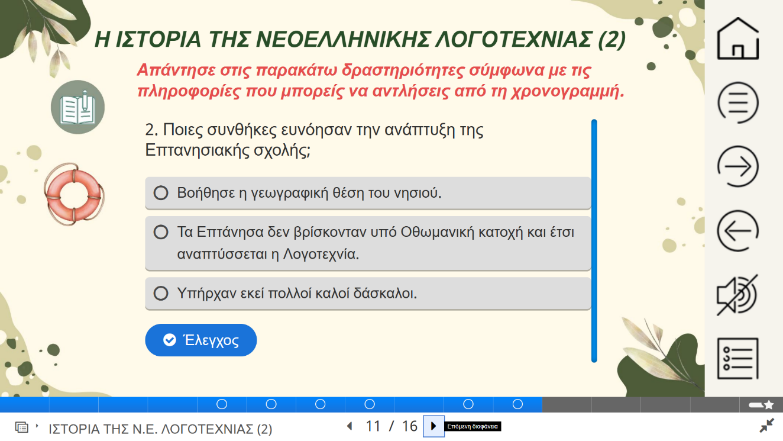 Η ΙΣΤΟΡΙΑ ΤΗΣ ΝΕΟΕΛΛΗΝΙΚΗΣ ΛΟΓΟΤΕΧΝΙΑΣ (2)
Απάντησε στις παρακάτω δραστηριότητες σύμφωνα με τις
πληροφορίες που μπορείς να αντλήσεις από τη χρονογραμμή.
2. Ποιες συνθήκες ευνόησαν την ανάπτυξη της
Επτανησιακής σχολής;
Βοήθησε η γεωγραφική θέση του νησιού.
Τα Επτάνησα δεν βρίσκονταν υπό Οθωμανική κατοχή και έτσι
αναπτύσσεται η Λογοτεχνία.
Υπήρχαν εκεί πολλοί καλοί δάσκαλοι.
Έλεγχος
ΙΣΤΟΡΙΑ ΤΗΣ Ν.Ε. ΛΟΓΟΤΕΧΝΙΑΣ (2)
11 / 16
Επόμενη διαφάνεια